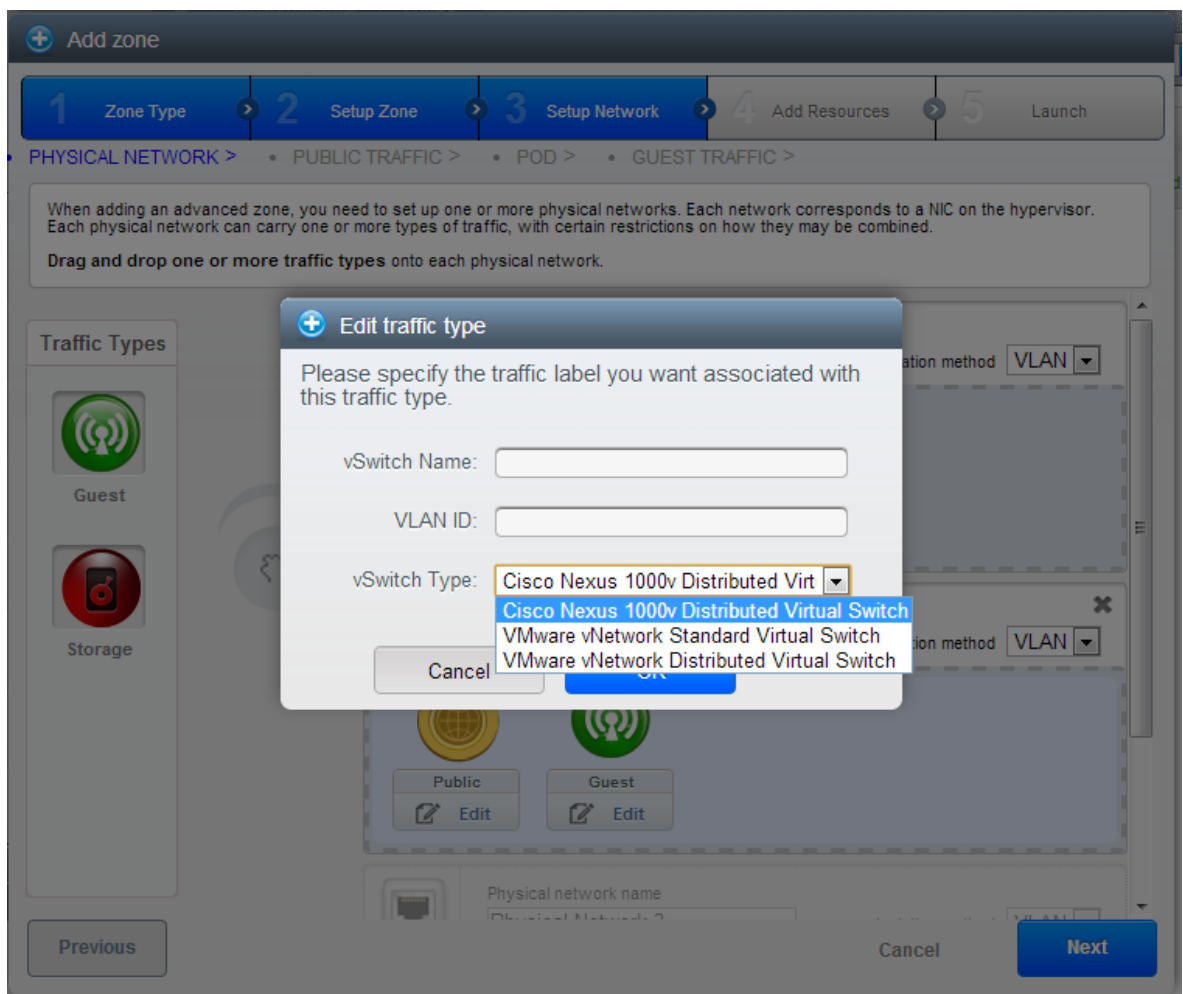 Add zone
1 Zone Type > 2 Setup Zone > 3 Setup Network > 4 Add Resources > 5 Launch
• PHYSICAL NETWORK > • PUBLIC TRAFFIC > • POD > • GUEST TRAFFIC >
When adding an advanced zone, you need to set up one or more physical networks. Each network corresponds to a NIC on the hypervisor.
Each physical network can carry one or more types of traffic, with certain restrictions on how they may be combined.
Drag and drop one or more traffic types onto each physical network.
Traffic Types
Guest
Storage
method VLAN
Edit traffic type
Please specify the traffic label you want associated with
this traffic type.
vSwitch Name:
VLAN ID:
vSwitch Type: Cisco Nexus 1000v Distributed Virt
Cisco Nexus 1000v Distributed Virtual Switch
VMware vNetwork Standard Virtual Switch
VMware vNetwork Distributed Virtual Switch
Cancel OK
method VLAN
Public
Edit
Guest
Edit
Physical network name
Previous
Cancel
Next